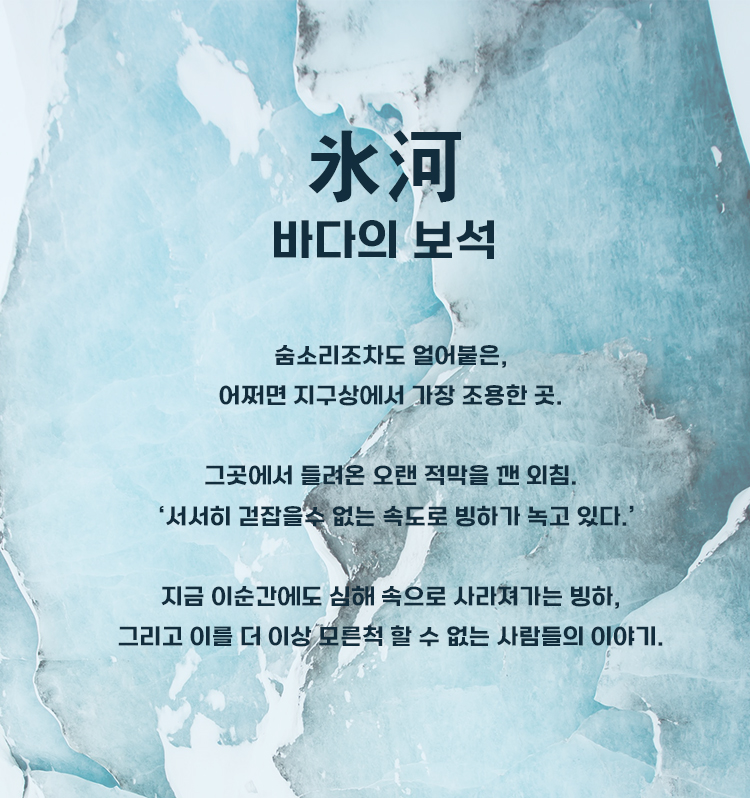 氷河
바다의 보석
숨소리조차도 얼어붙은,
어쩌면 지구상에서 가장 조용한 곳.
그곳에서 들려온 오랜 적막을 깬 외침.
‘서서히 걷잡을수 없는 속도로 빙하가 녹고 있다.’
지금 이순간에도 심해 속으로 사라져가는 빙하,
그리고 이를 더 이상 모른척 할 수 없는 사람들의 이야기.